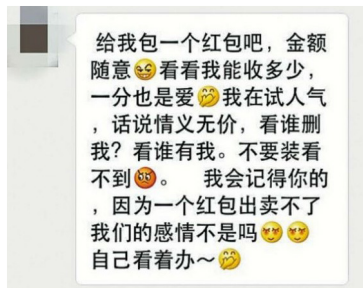 给我包一个红包吧，金额
随意😏看看我能收多少，
一分也是爱🤭我在试人气
，话说情义无价，看谁删
我？看谁有我。不要装看
不到😡。 我会记得你的
，因为一个红包出卖不了
我们的感情不是吗😏😏
自己看着办～🤭